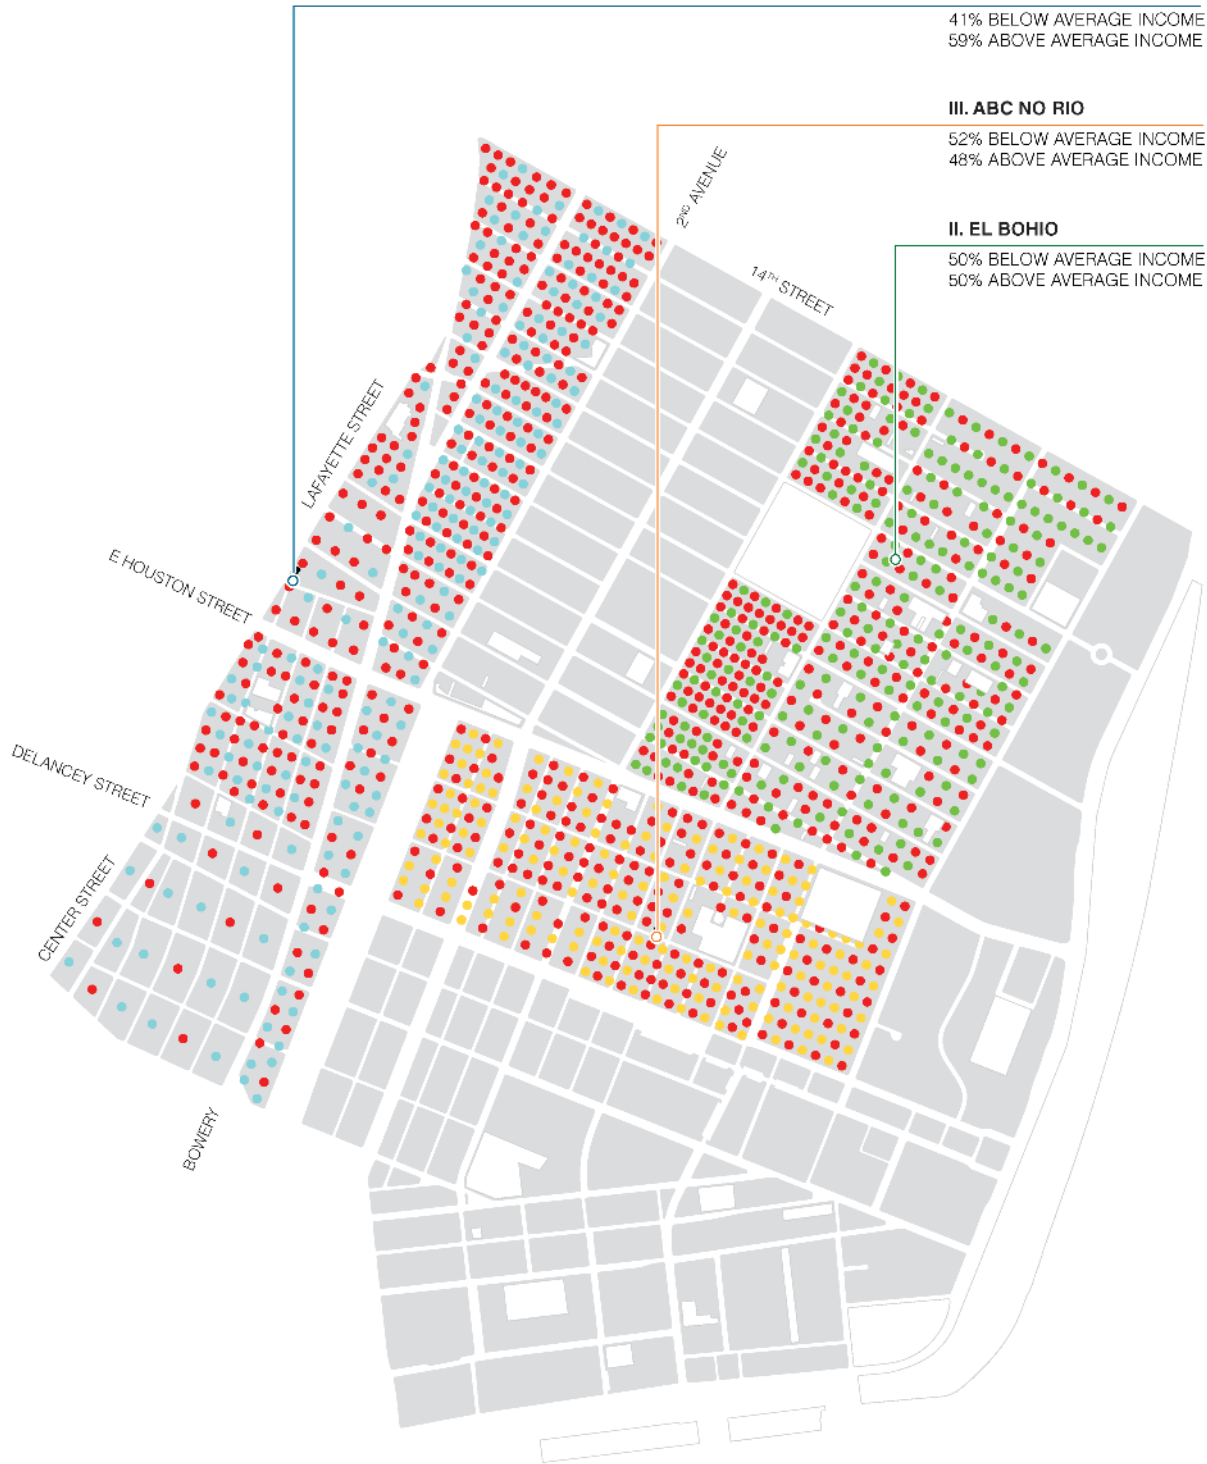 41% BELOW AVERAGE INCOME
59% ABOVE AVERAGE INCOME
III. ABC NO RIO
52% BELOW AVERAGE INCOME
48% ABOVE AVERAGE INCOME
2ND AVENUE
II. EL BOHIO
50% BELOW AVERAGE INCOME
50% ABOVE AVERAGE INCOME
14TH STREET
LAFAYETTE STREET
E HOUSTON STREET
DELANCEY STREET
CENTER STREET
BOWERY